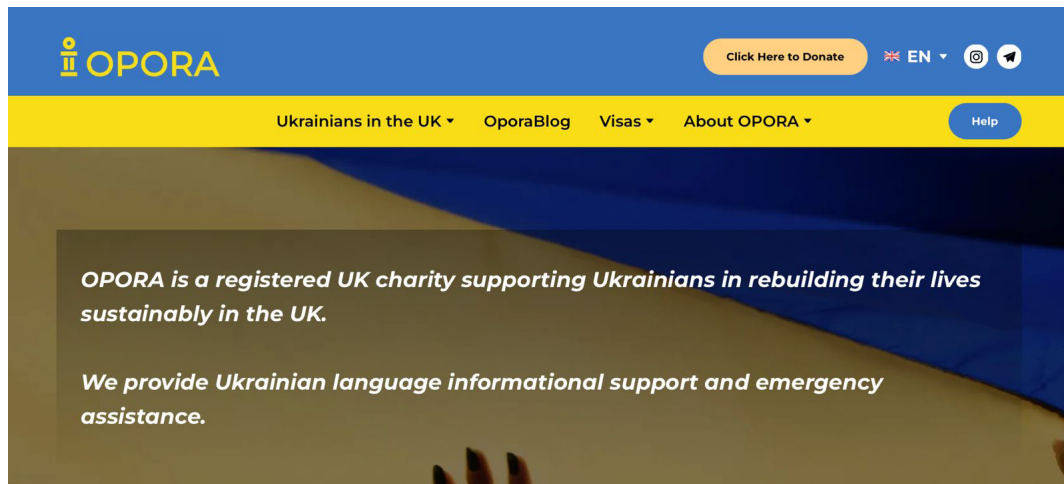 OPORA
Click Here to Donate
EN
Ukrainians in the UK
OporaBlog
Visas
About OPORA
Help
OPORA is a registered UK charity supporting Ukrainians in rebuilding their lives
sustainably in the UK.
We provide Ukrainian language informational support and emergency
assistance.